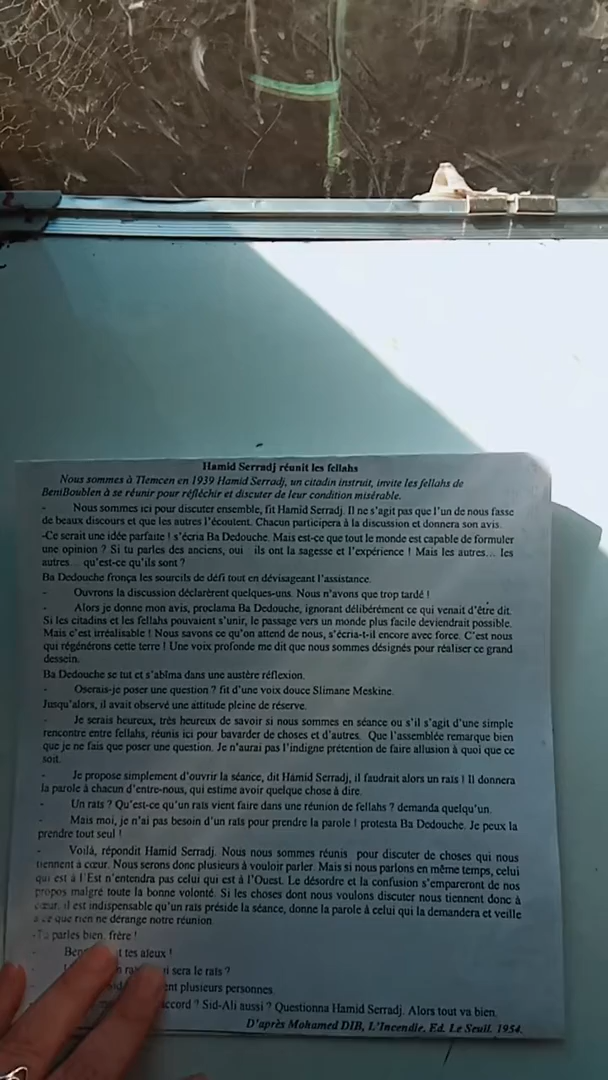 Hamid Serradj réunit les fellahs
Nous sommes à Tlemcen en 1939 Hamid Serradj, un citadin instruit, invite les fellahs de
BeniBoublen à se réunir pour réfléchir et discuter de leur condition misérable.
- Nous sommes ici pour discuter ensemble, fit Hamid Serradj. Il ne s'agit pas que l'un de nous fasse
de beaux discours et que les autres l'écoutent. Chacun participera à la discussion et donnera son avis.
-Ce serait une idée parfaite ! s'écria Ba Dedouche. Mais est-ce que tout le monde est capable de formuler
une opinion ? Si tu parles des anciens, oui ils ont la sagesse et l'expérience ! Mais les autres... les
autres... qu'est-ce qu'ils sont ?
Ba Dedouche fronça les sourcils de défi tout en dévisageant l'assistance.
- Ouvrons la discussion déclarèrent quelques-uns. Nous n'avons que trop tardé !
- Alors je donne mon avis, proclama Ba Dedouche, ignorant délibérément ce qui venait d'être dit.
Si les citadins et les fellahs pouvaient s'unir, le passage vers un monde plus facile deviendrait possible.
Mais c'est irréalisable ! Nous savons ce qu'on attend de nous, s'écria-t-il encore avec force. C'est nous
qui régénérons cette terre ! Une voix profonde me dit que nous sommes désignés pour réaliser ce grand
dessein.
Ba Dedouche se tut et s'abîma dans une austère réflexion.
- Oserais-je poser une question ? fit d'une voix douce Slimane Meskine.
Jusqu'alors, il avait observé une attitude pleine de réserve.
- Je serais heureux, très heureux de savoir si nous sommes en séance ou s'il s'agit d'une simple
rencontre entre fellahs, réunis ici pour bavarder de choses et d'autres. Que l'assemblée remarque bien
que je ne fais que poser une question. Je n'aurai pas l'indigne prétention de faire allusion à quoi que ce
soit.
- Je propose simplement d'ouvrir la séance, dit Hamid Serradj, il faudrait alors un raïs ! Il donnera
la parole à chacun d'entre-nous, qui estime avoir quelque chose à dire.
- Un raïs ? Qu'est-ce qu'un raïs vient faire dans une réunion de fellahs ? demanda quelqu'un.
- Mais moi, je n'ai pas besoin d'un raïs pour prendre la parole ! protesta Ba Dedouche. Je peux la
prendre tout seul !
- Voilà, répondit Hamid Serradj. Nous nous sommes réunis pour discuter de choses qui nous
tiennent à cœur. Nous serons donc plusieurs à vouloir parler. Mais si nous parlons en même temps, celui
qui est à l'Est n'entendra pas celui qui est à l'Ouest. Le désordre et la confusion s'empareront de nos
propos malgré toute la bonne volonté. Si les choses dont nous voulons discuter nous tiennent donc à
cœur, il est indispensable qu'un raïs préside la séance, donne la parole à celui qui la demandera et veille
à ce que rien ne dérange notre réunion.
-Tu parles bien, frère !
- tes aïeux !
- sera le raïs ?
plusieurs personnes.
accord ? Sid-Ali aussi ? Questionna Hamid Serradj. Alors tout va bien.
D'après Mohamed DIB, L'Incendie. Ed. Le Seuil. 1954.